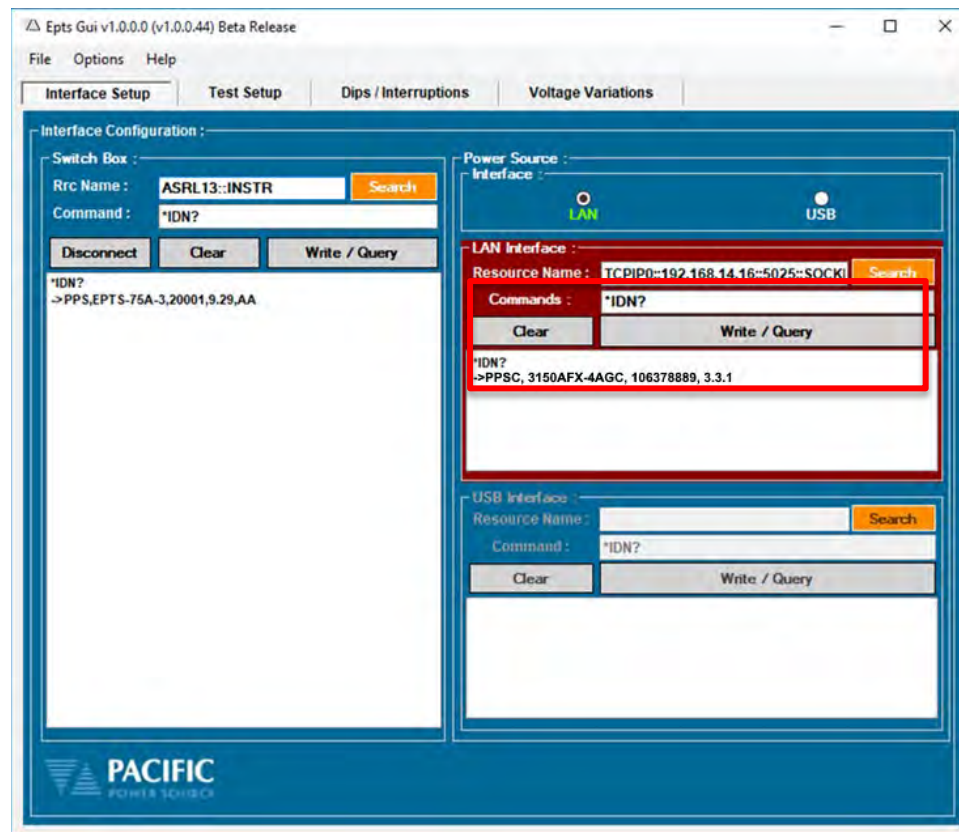 Epts Gui v1.0.0.0 (v1.0.0.44) Beta Release
File Options Help
Interface Setup Test Setup Dips / Interruptions Voltage Variations
Interface Configuration :
Switch Box :
Rrc Name : ASRL13::INSTR Search
Command : *IDN?
Disconnect Clear Write / Query
*IDN?
->PPS,EPTS-75A-3,20001,9.29,AA
Power Source :
Interface :
LAN USB
LAN Interface :
Resource Name : TCPIP0::192.168.14.16::5025::SOCKI Search
Commands : *IDN?
Clear Write / Query
*IDN?
->PPSC, 3150AFX-4AGC, 106378889, 3.3.1
USB Interface :
Resource Name : Search
Command : *IDN?
Clear Write / Query
PACIFIC
POWER SOURCE